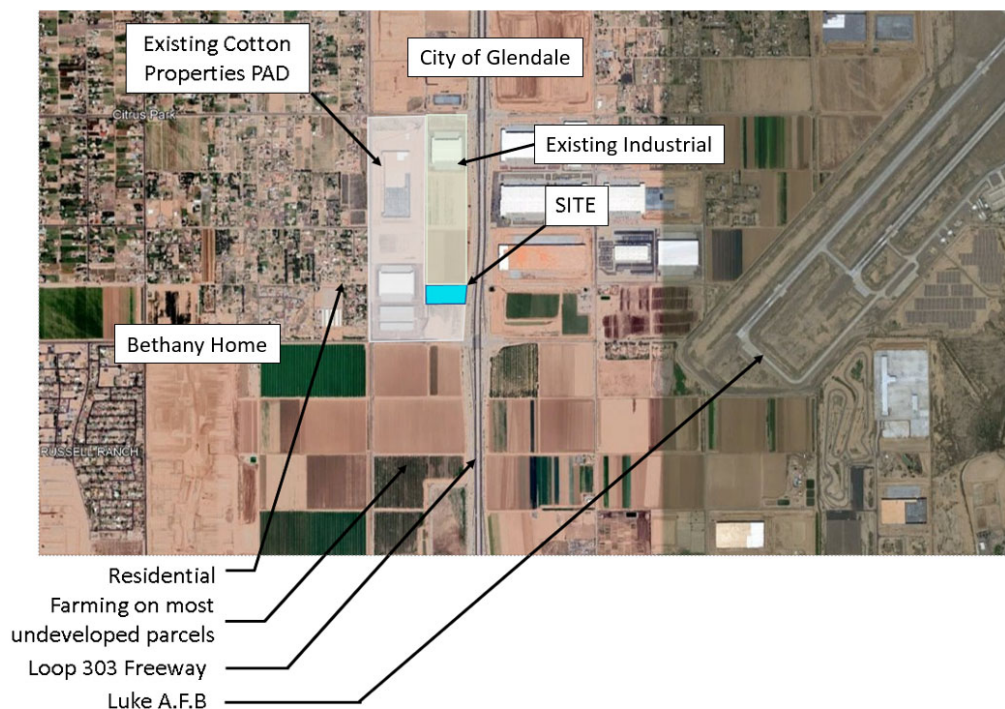 Existing Cotton
Properties PAD
City of Glendale
Citrus Park
Existing Industrial
SITE
Bethany Home
RUSSELL RANCH
Residential
Farming on most
undeveloped parcels
Loop 303 Freeway
Luke A.F.B